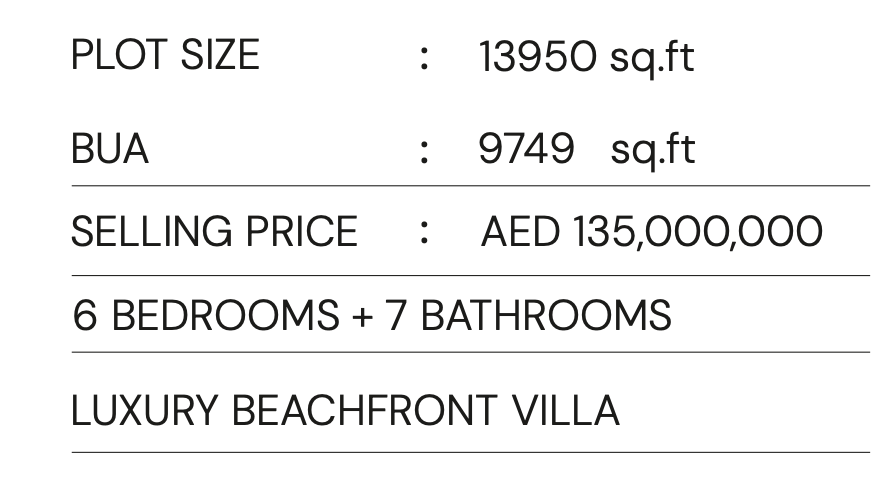 PLOT SIZE : 13950 sq.ft
BUA : 9749 sq.ft
SELLING PRICE : AED 135,000,000
6 BEDROOMS + 7 BATHROOMS
LUXURY BEACHFRONT VILLA